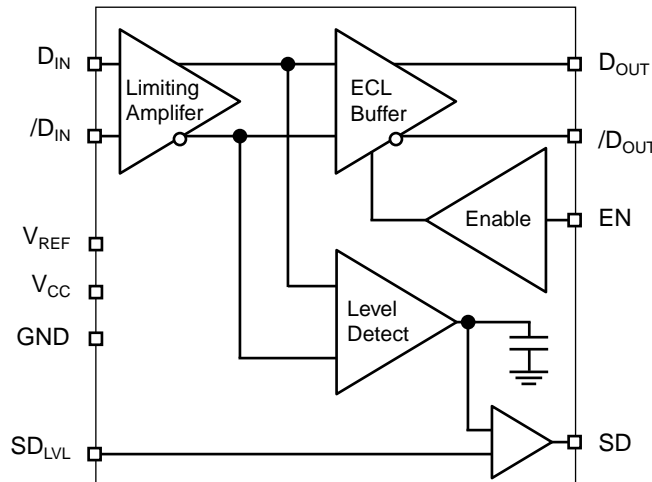 D_IN
Limiting
Amplifer
ECL
Buffer
D_OUT
/D_IN
/D_OUT
Enable
EN
V_REF
V_CC
GND
Level
Detect
SD_LVL
SD